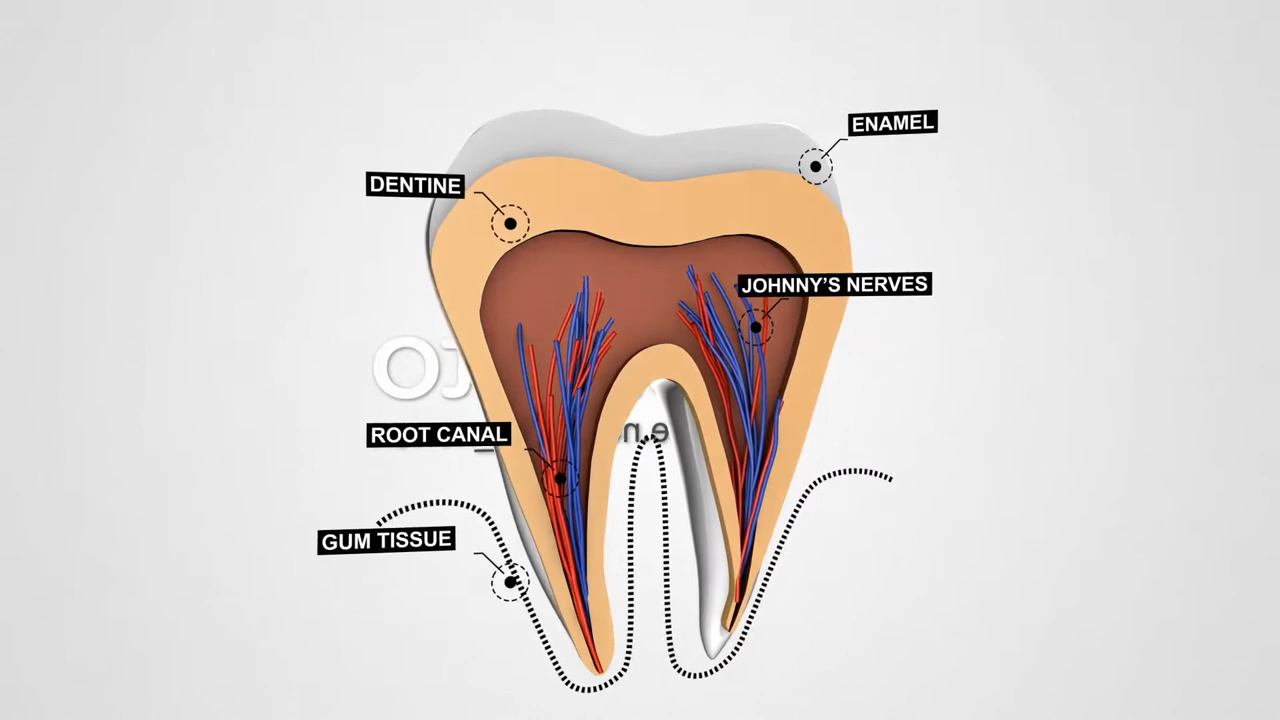 ENAMEL
DENTINE
JOHNNY'S NERVES
ROOT CANAL
GUM TISSUE